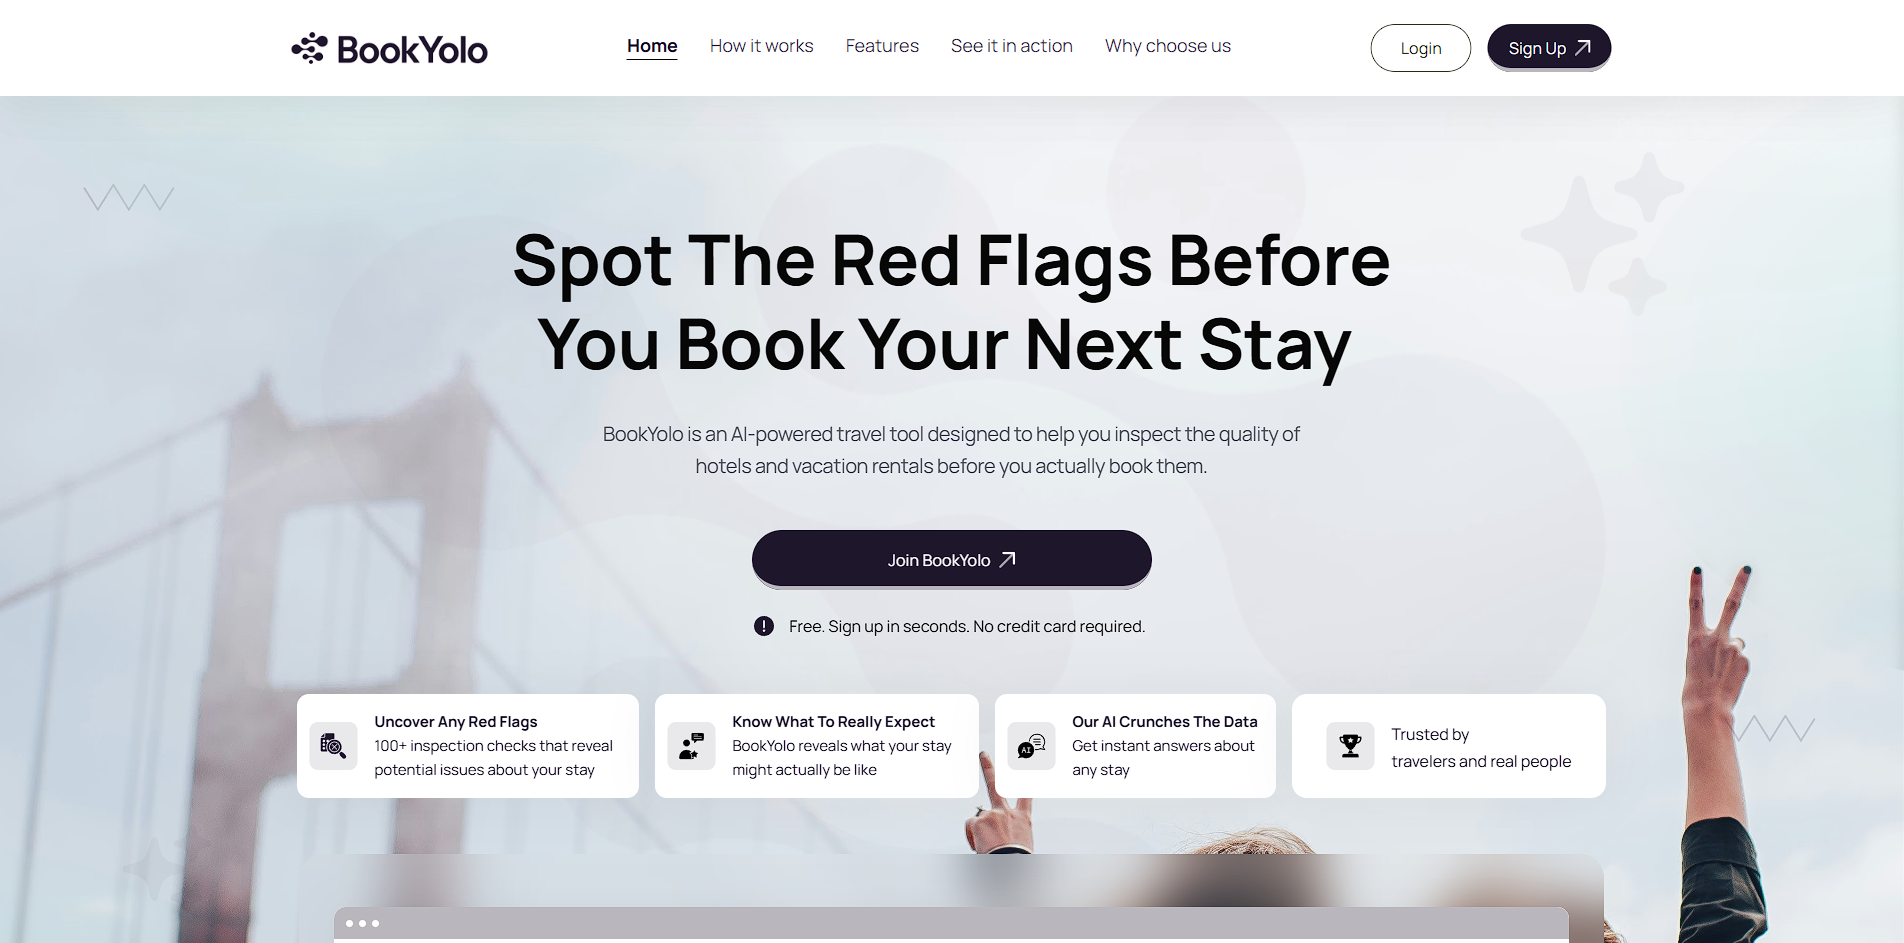 BookYolo
Home
How it works
Features
See it in action
Why choose us
Login
Sign Up
Spot The Red Flags Before
You Book Your Next Stay
BookYolo is an AI-powered travel tool designed to help you inspect the quality of
hotels and vacation rentals before you actually book them.
Join BookYolo
! Free. Sign up in seconds. No credit card required.
Uncover Any Red Flags
100+ inspection checks that reveal
potential issues about your stay
Know What To Really Expect
BookYolo reveals what your stay
might actually be like
AI
Our AI Crunches The Data
Get instant answers about
any stay
Trusted by
travelers and real people